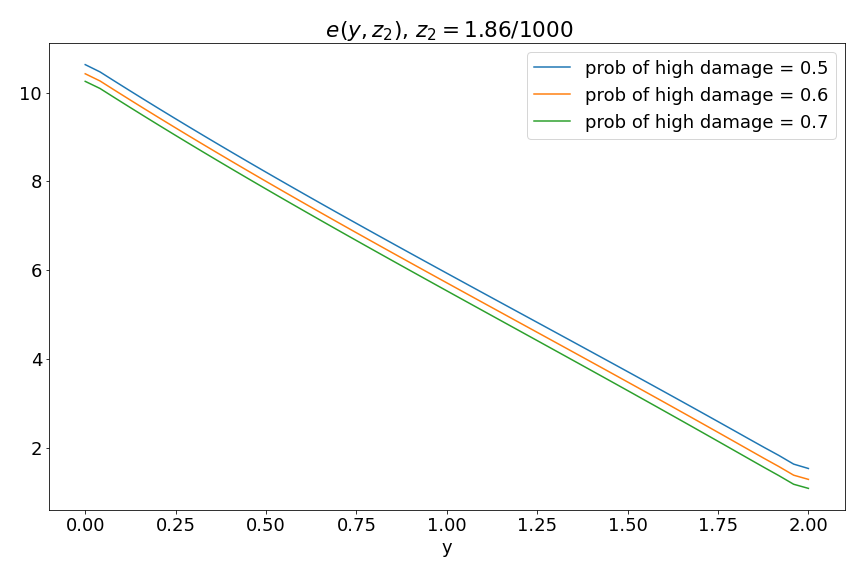 e(y, z₂), z₂ = 1.86/1000
prob of high damage = 0.5
prob of high damage = 0.6
prob of high damage = 0.7
10
8
6
4
2
0.00 0.25 0.50 0.75 1.00 1.25 1.50 1.75 2.00
y